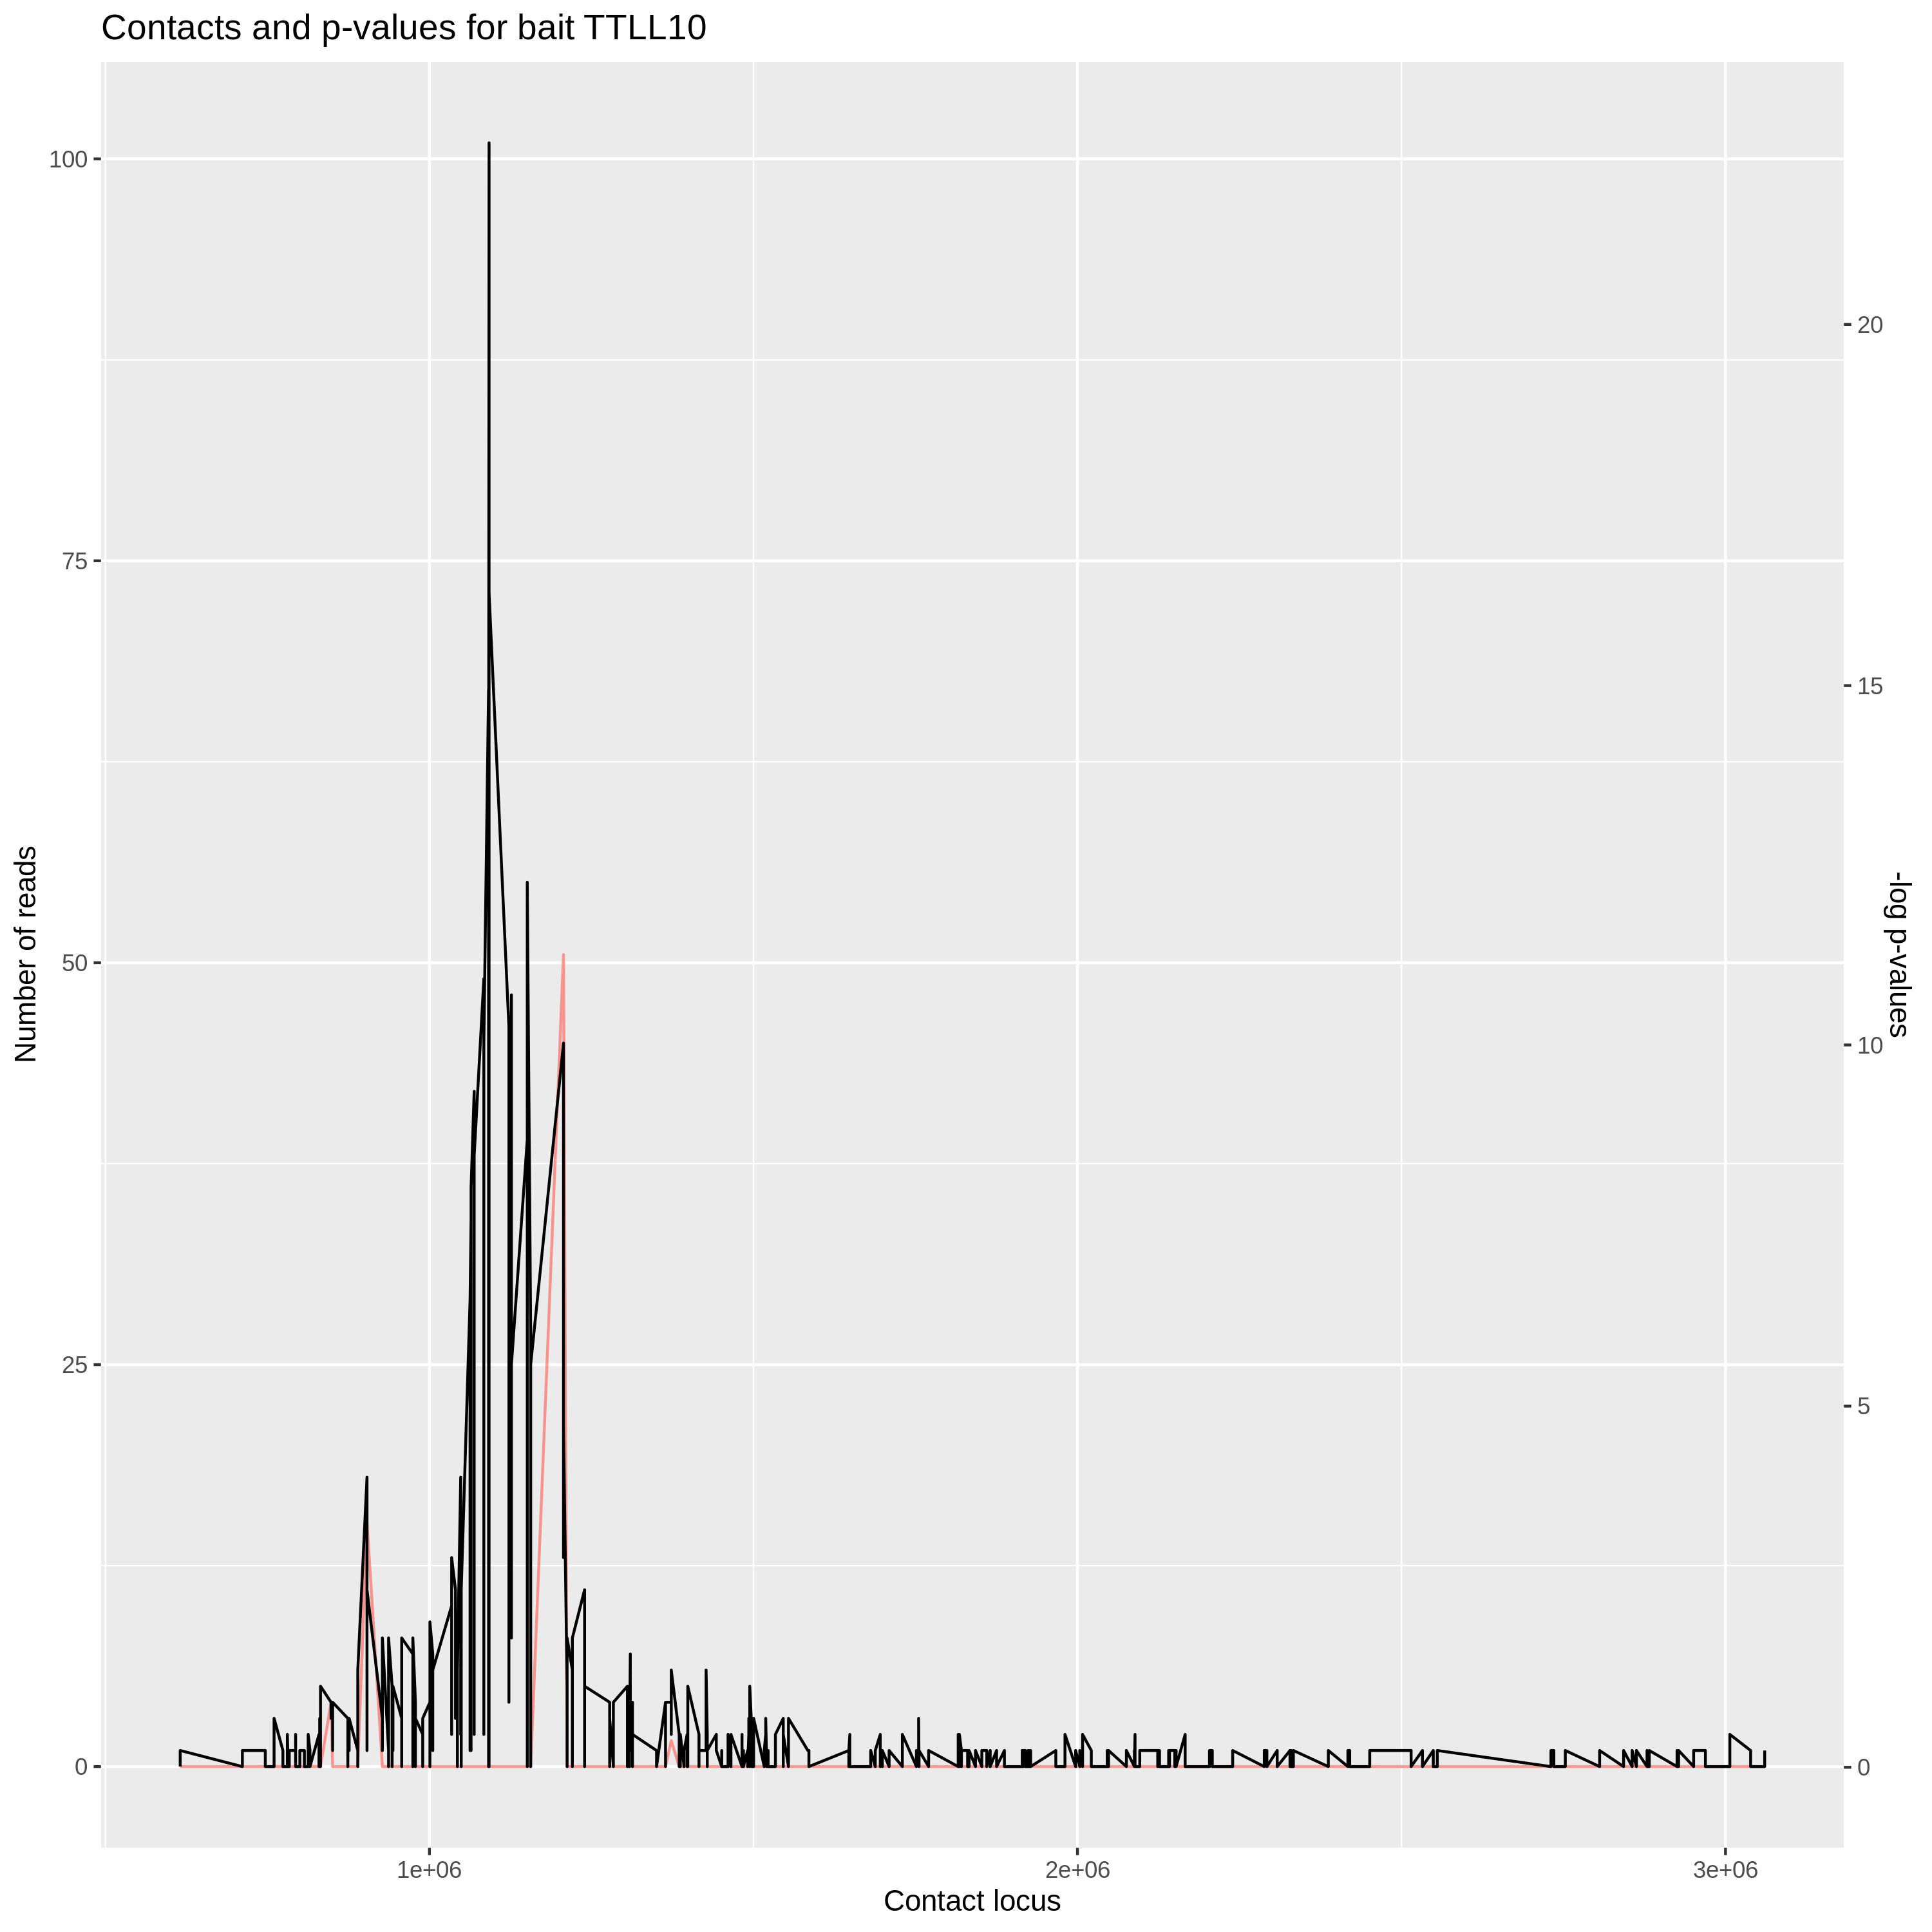 Contacts and p-values for bait TTLL10
100
75
50
25
0
Number of reads
20
15
10
5
0
-log p-values
1e+06
2e+06
3e+06
Contact locus